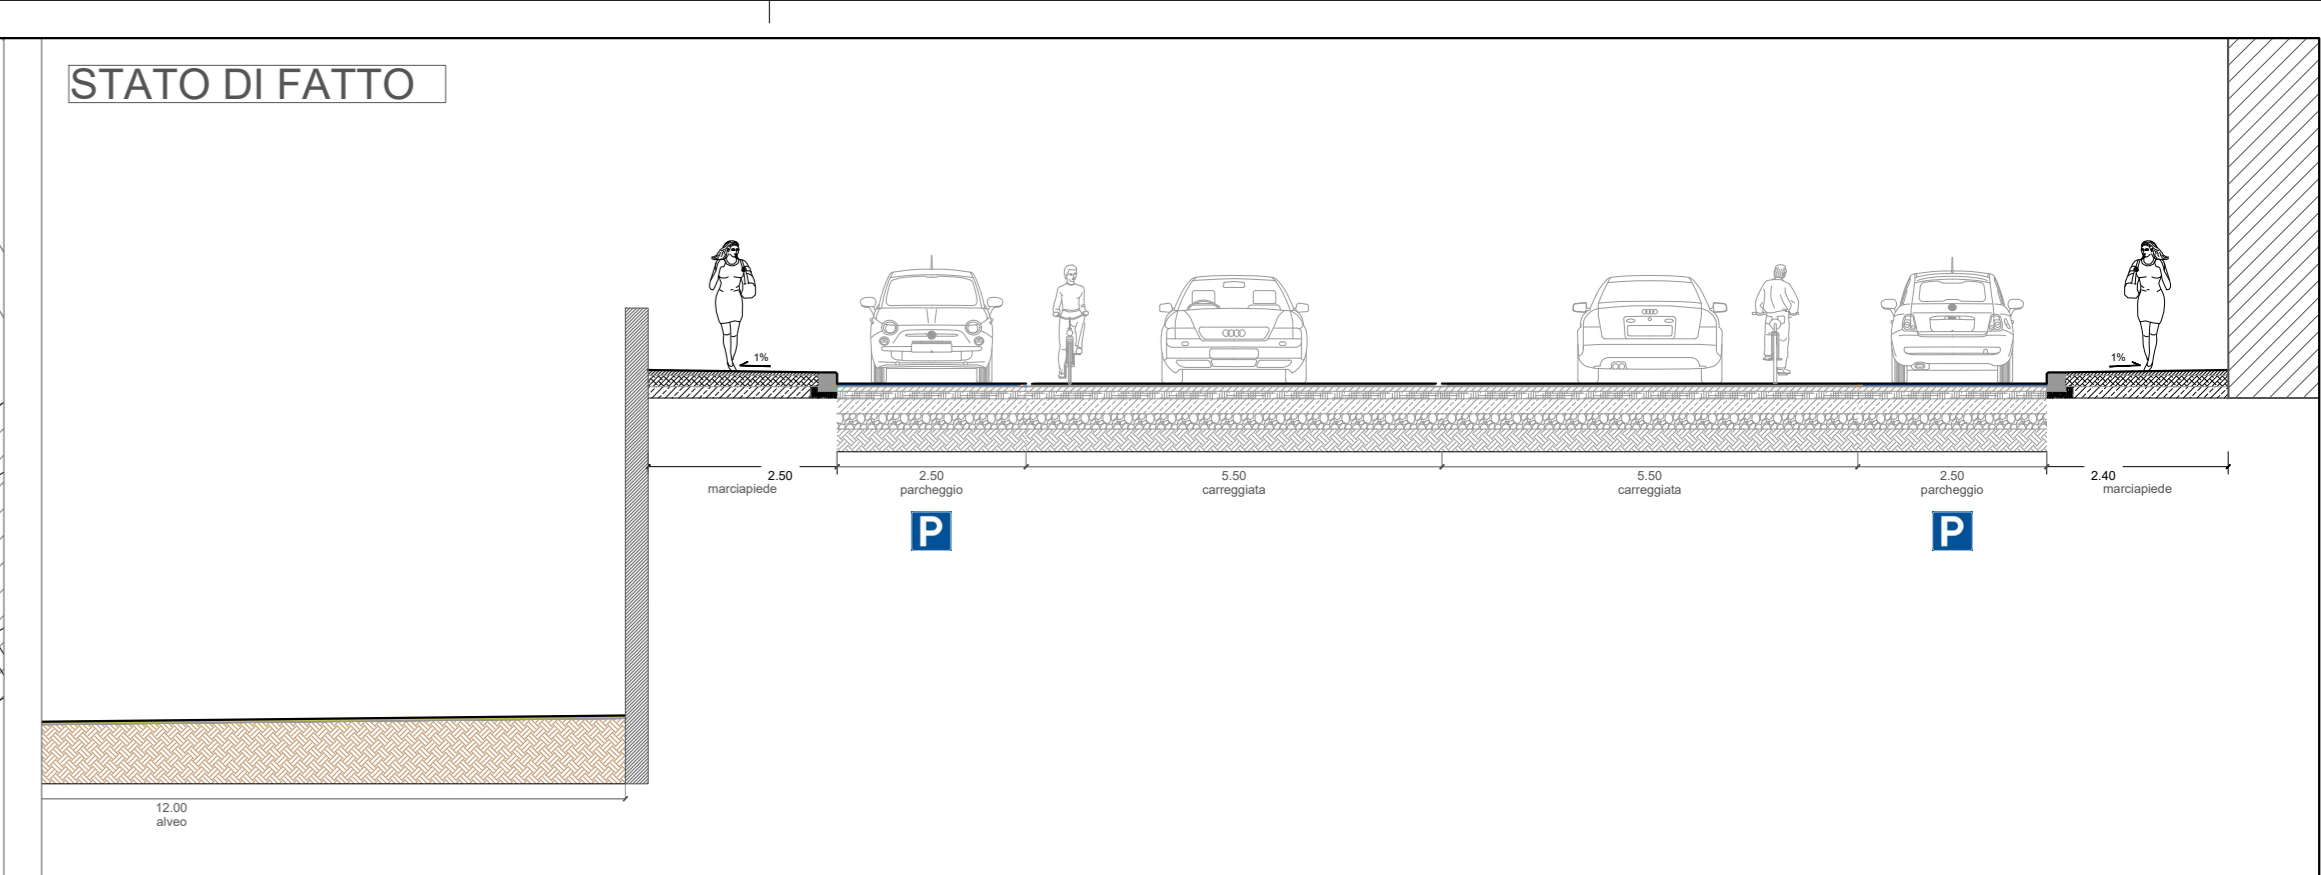 STATO DI FATTO
1%
1%
2.50
marciapiede
2.50
parcheggio
5.50
carreggiata
5.50
carreggiata
2.50
parcheggio
2.40
marciapiede
P
P
12.00
alveo